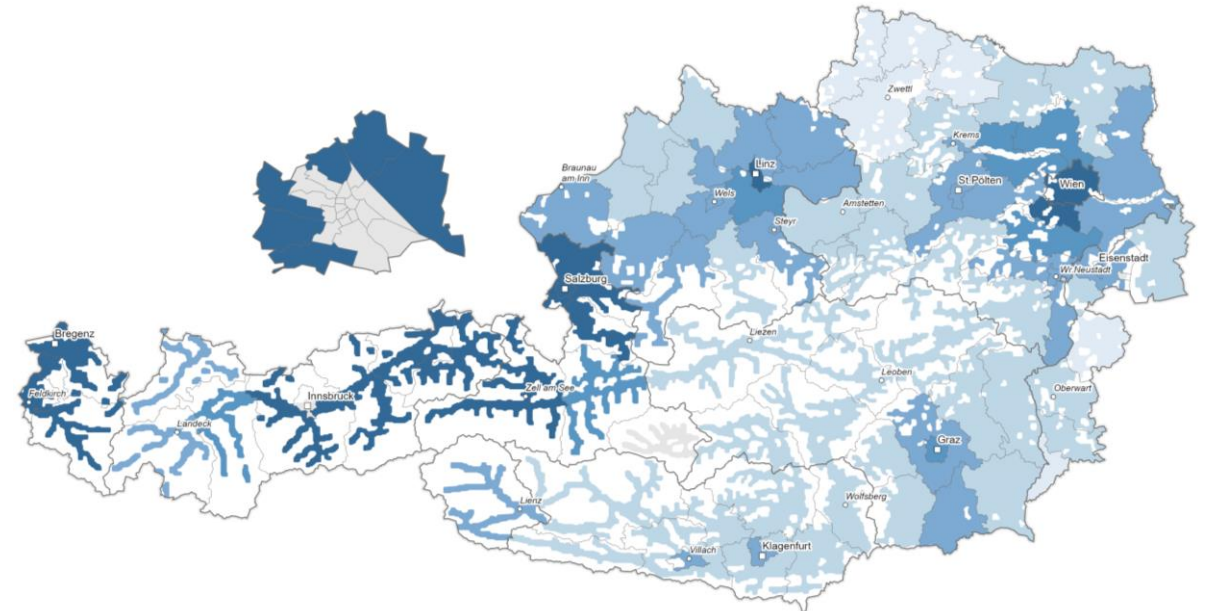 Zwettl
Krems
Linz
Braunau
am Inn
Wels
St.Pölten
Wien
Amstetten
Steyr
Eisenstadt
Wr.Neustadt
Salzburg
Bregenz
Liezen
Feldkirch
Innsbruck
Zell am See
Leoben
Oberwart
Landeck
Graz
Lienz
Wolfsberg
Villach
Klagenfurt